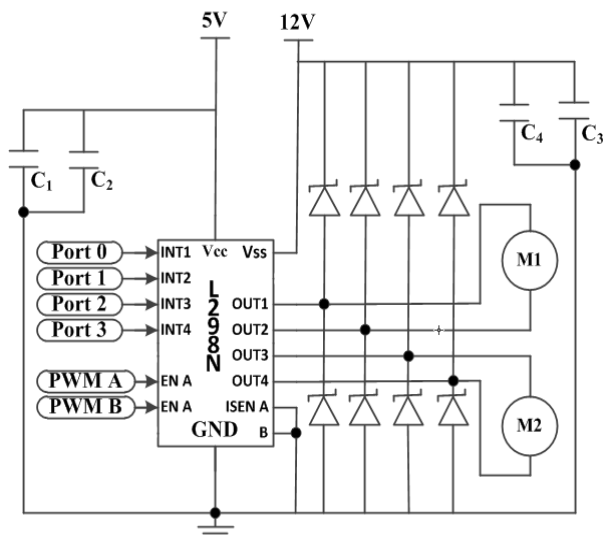 5V
12V
C1
C2
C4
C3
Port 0
Port 1
Port 2
Port 3
PWM A
PWM B
INT1
INT2
INT3
INT4
EN A
EN A
Vcc
L298N
GND
Vss
OUT1
OUT2
OUT3
OUT4
ISEN A
B
M1
M2